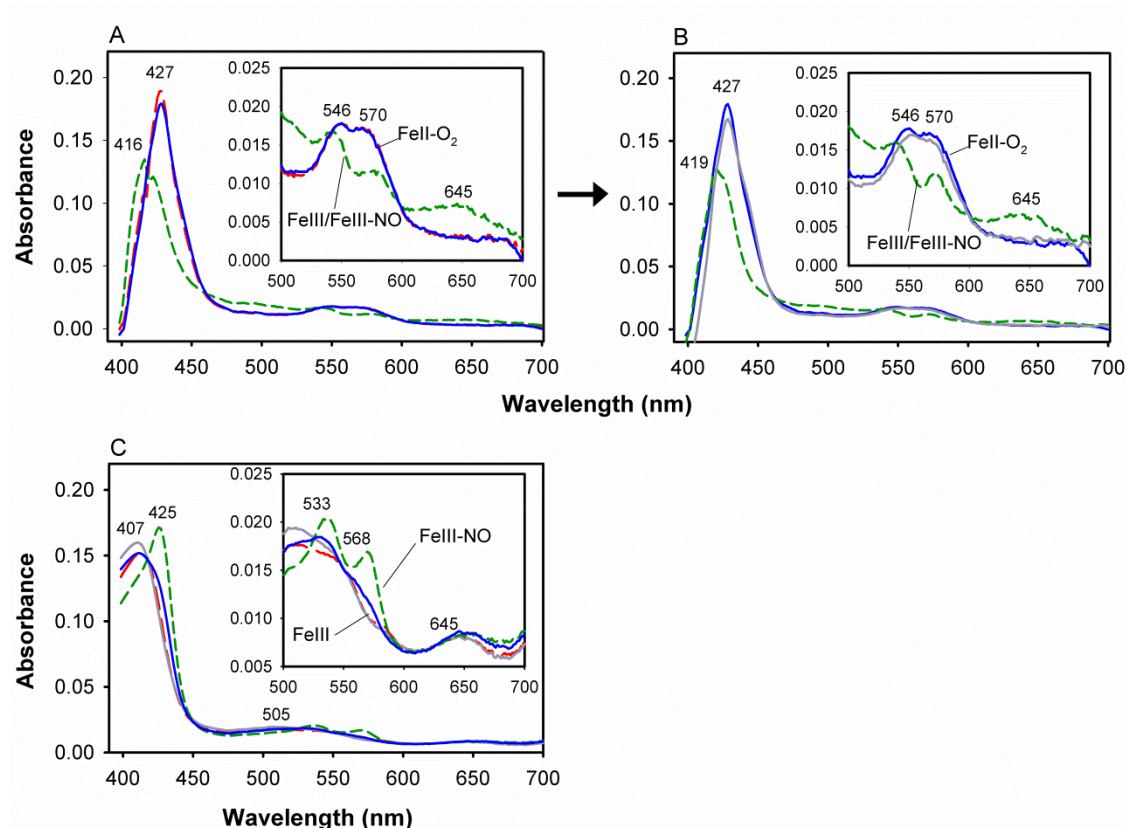 A
0.20
0.15
0.10
0.05
0.00
Absorbance
427
416
0.025
0.020
0.015
0.010
0.005
0.000
546
570
645
FeII-O₂
FeIII/FeIII-NO
500 550 600 650 700
400 450 500 550 600 650 700
B
0.20
0.15
0.10
0.05
0.00
427
419
0.025
0.020
0.015
0.010
0.005
0.000
546
570
645
FeII-O₂
FeIII/FeIII-NO
500 550 600 650 700
400 450 500 550 600 650 700
Wavelength (nm)
C
0.20
0.15
0.10
0.05
0.00
Absorbance
407
425
505
0.025
0.020
0.015
0.010
0.005
533
568
645
FeIII-NO
FeIII
500 550 600 650 700
400 450 500 550 600 650 700
Wavelength (nm)